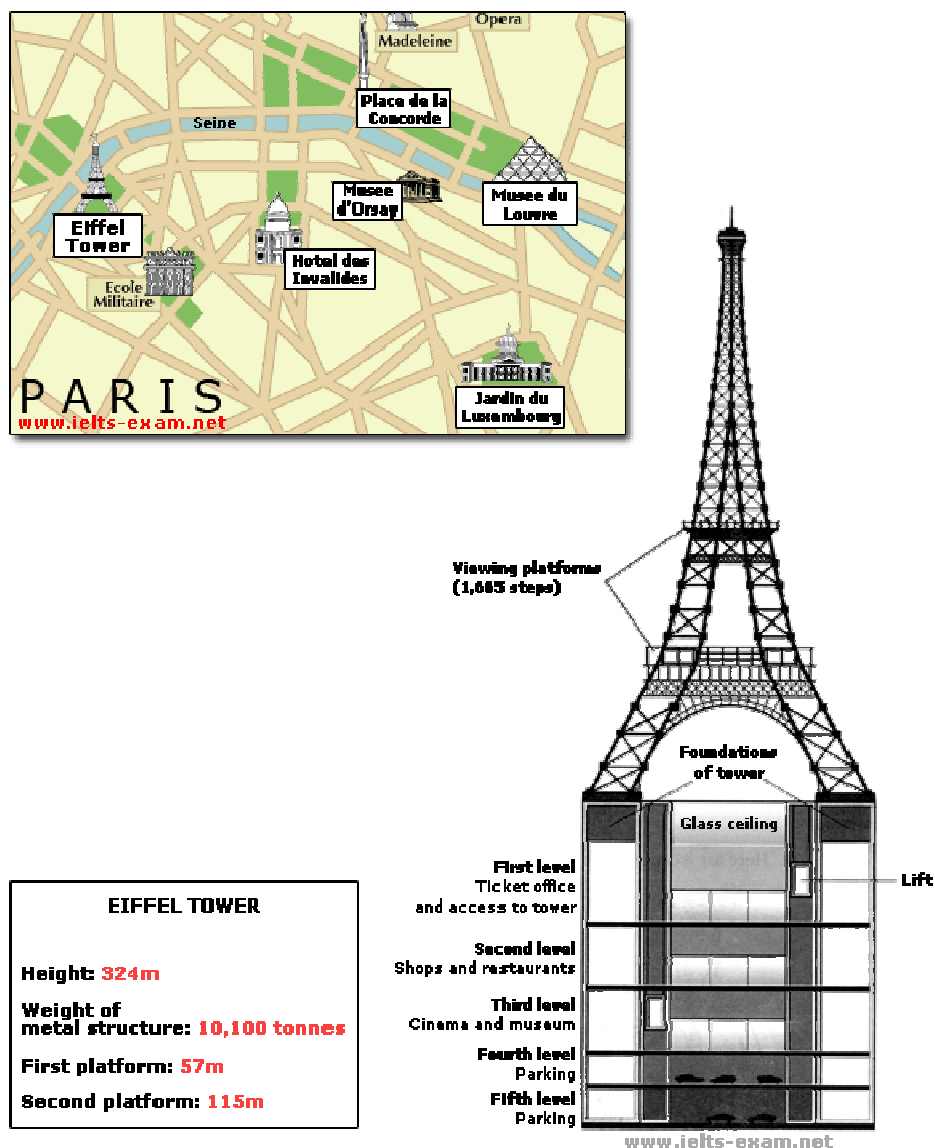 Opera
Madeleine
Place de la
Concorde
Seine
Musee
d'Orsay
Musee du
Louvre
Eiffel
Tower
Hotel des
Invalides
Ecole
Militaire
Jardin du
Luxembourg
PARIS
www.ielts-exam.net
Viewing platforms
(1,665 steps)
Foundations
of tower
Glass ceiling
Lift
First level
Ticket office
and access to tower
Second level
Shops and restaurants
Third level
Cinema and museum
Fourth level
Parking
Fifth level
Parking
EIFFEL TOWER
Height: 324m
Weight of
metal structure: 10,100 tonnes
First platform: 57m
Second platform: 115m
www.ielts-exam.net